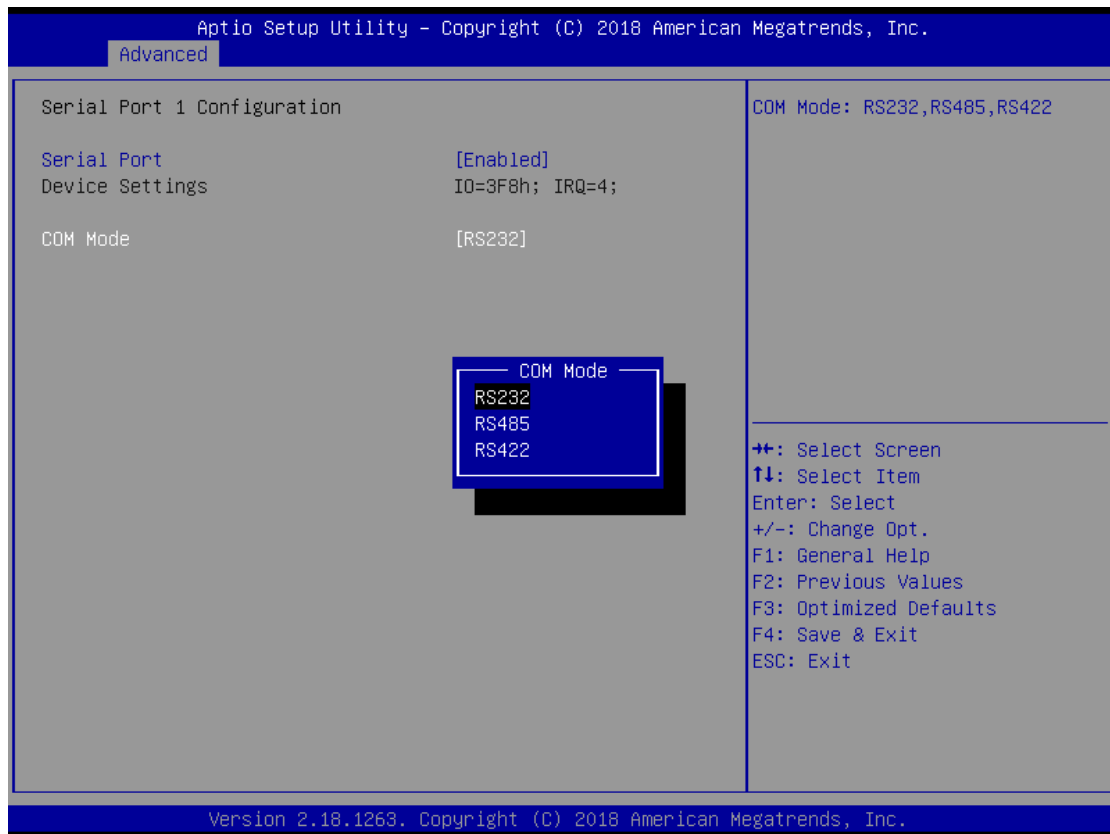 Aptio Setup Utility – Copyright (C) 2018 American Megatrends, Inc.
Advanced
Serial Port 1 Configuration
Serial Port [Enabled]
Device Settings IO=3F8h; IRQ=4;
COM Mode [RS232]
COM Mode
RS232
RS485
RS422
COM Mode: RS232,RS485,RS422
→←: Select Screen
↑↓: Select Item
Enter: Select
+/-: Change Opt.
F1: General Help
F2: Previous Values
F3: Optimized Defaults
F4: Save & Exit
ESC: Exit
Version 2.18.1263. Copyright (C) 2018 American Megatrends, Inc.